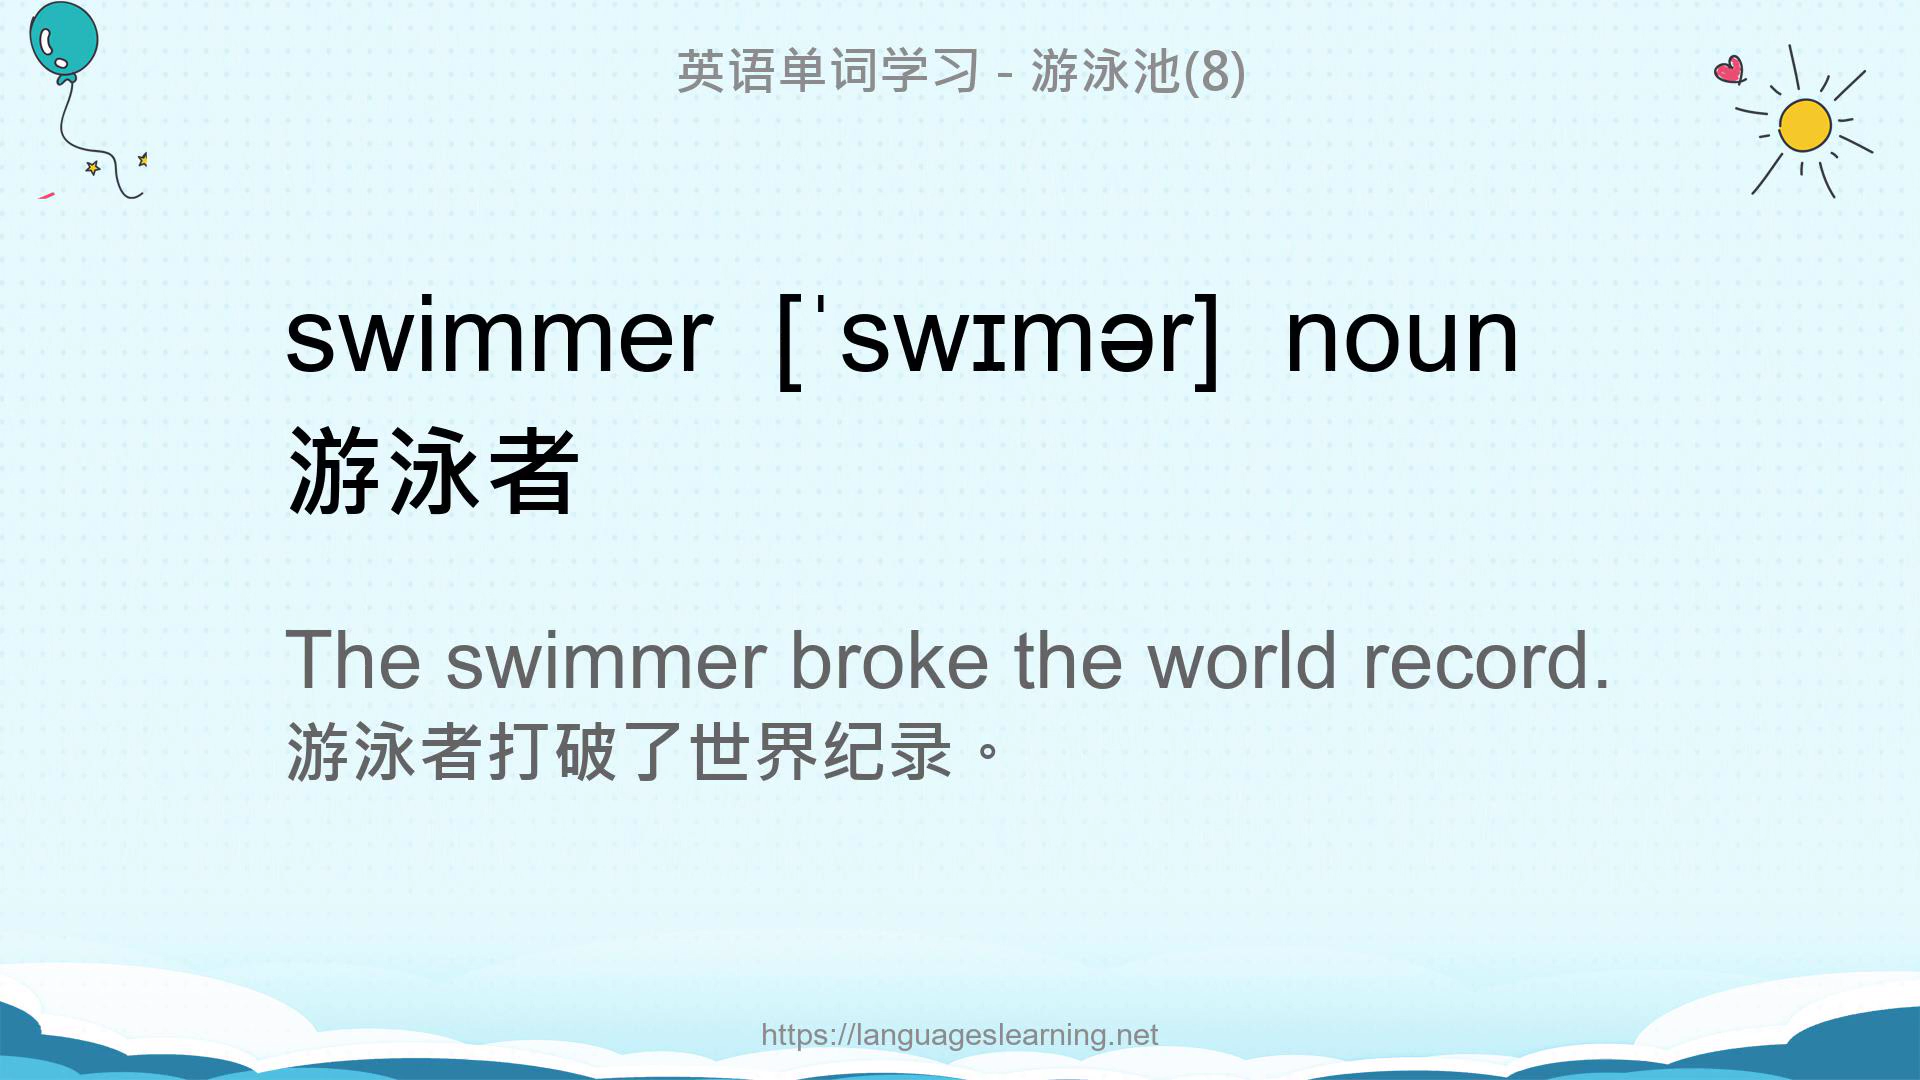 英语单词学习 - 游泳池(8)
swimmer [ˈswɪmər] noun
游泳者
The swimmer broke the world record.
游泳者打破了世界纪录。
https://languageslearning.net